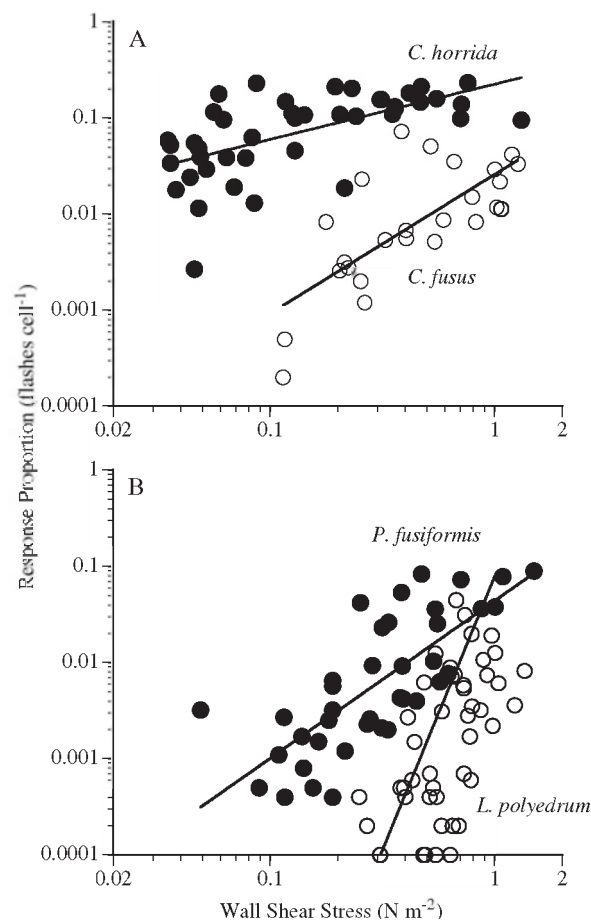 1
A
C. horrida
0.1
0.01
C. fusus
0.001
0.0001
0.02
0.1
1
2
Response Proportion (flashes cell-1)
1
B
P. fusiformis
0.1
0.01
0.001
L. polyedrum
0.0001
0.02
0.1
1
2
Wall Shear Stress (N m-2)